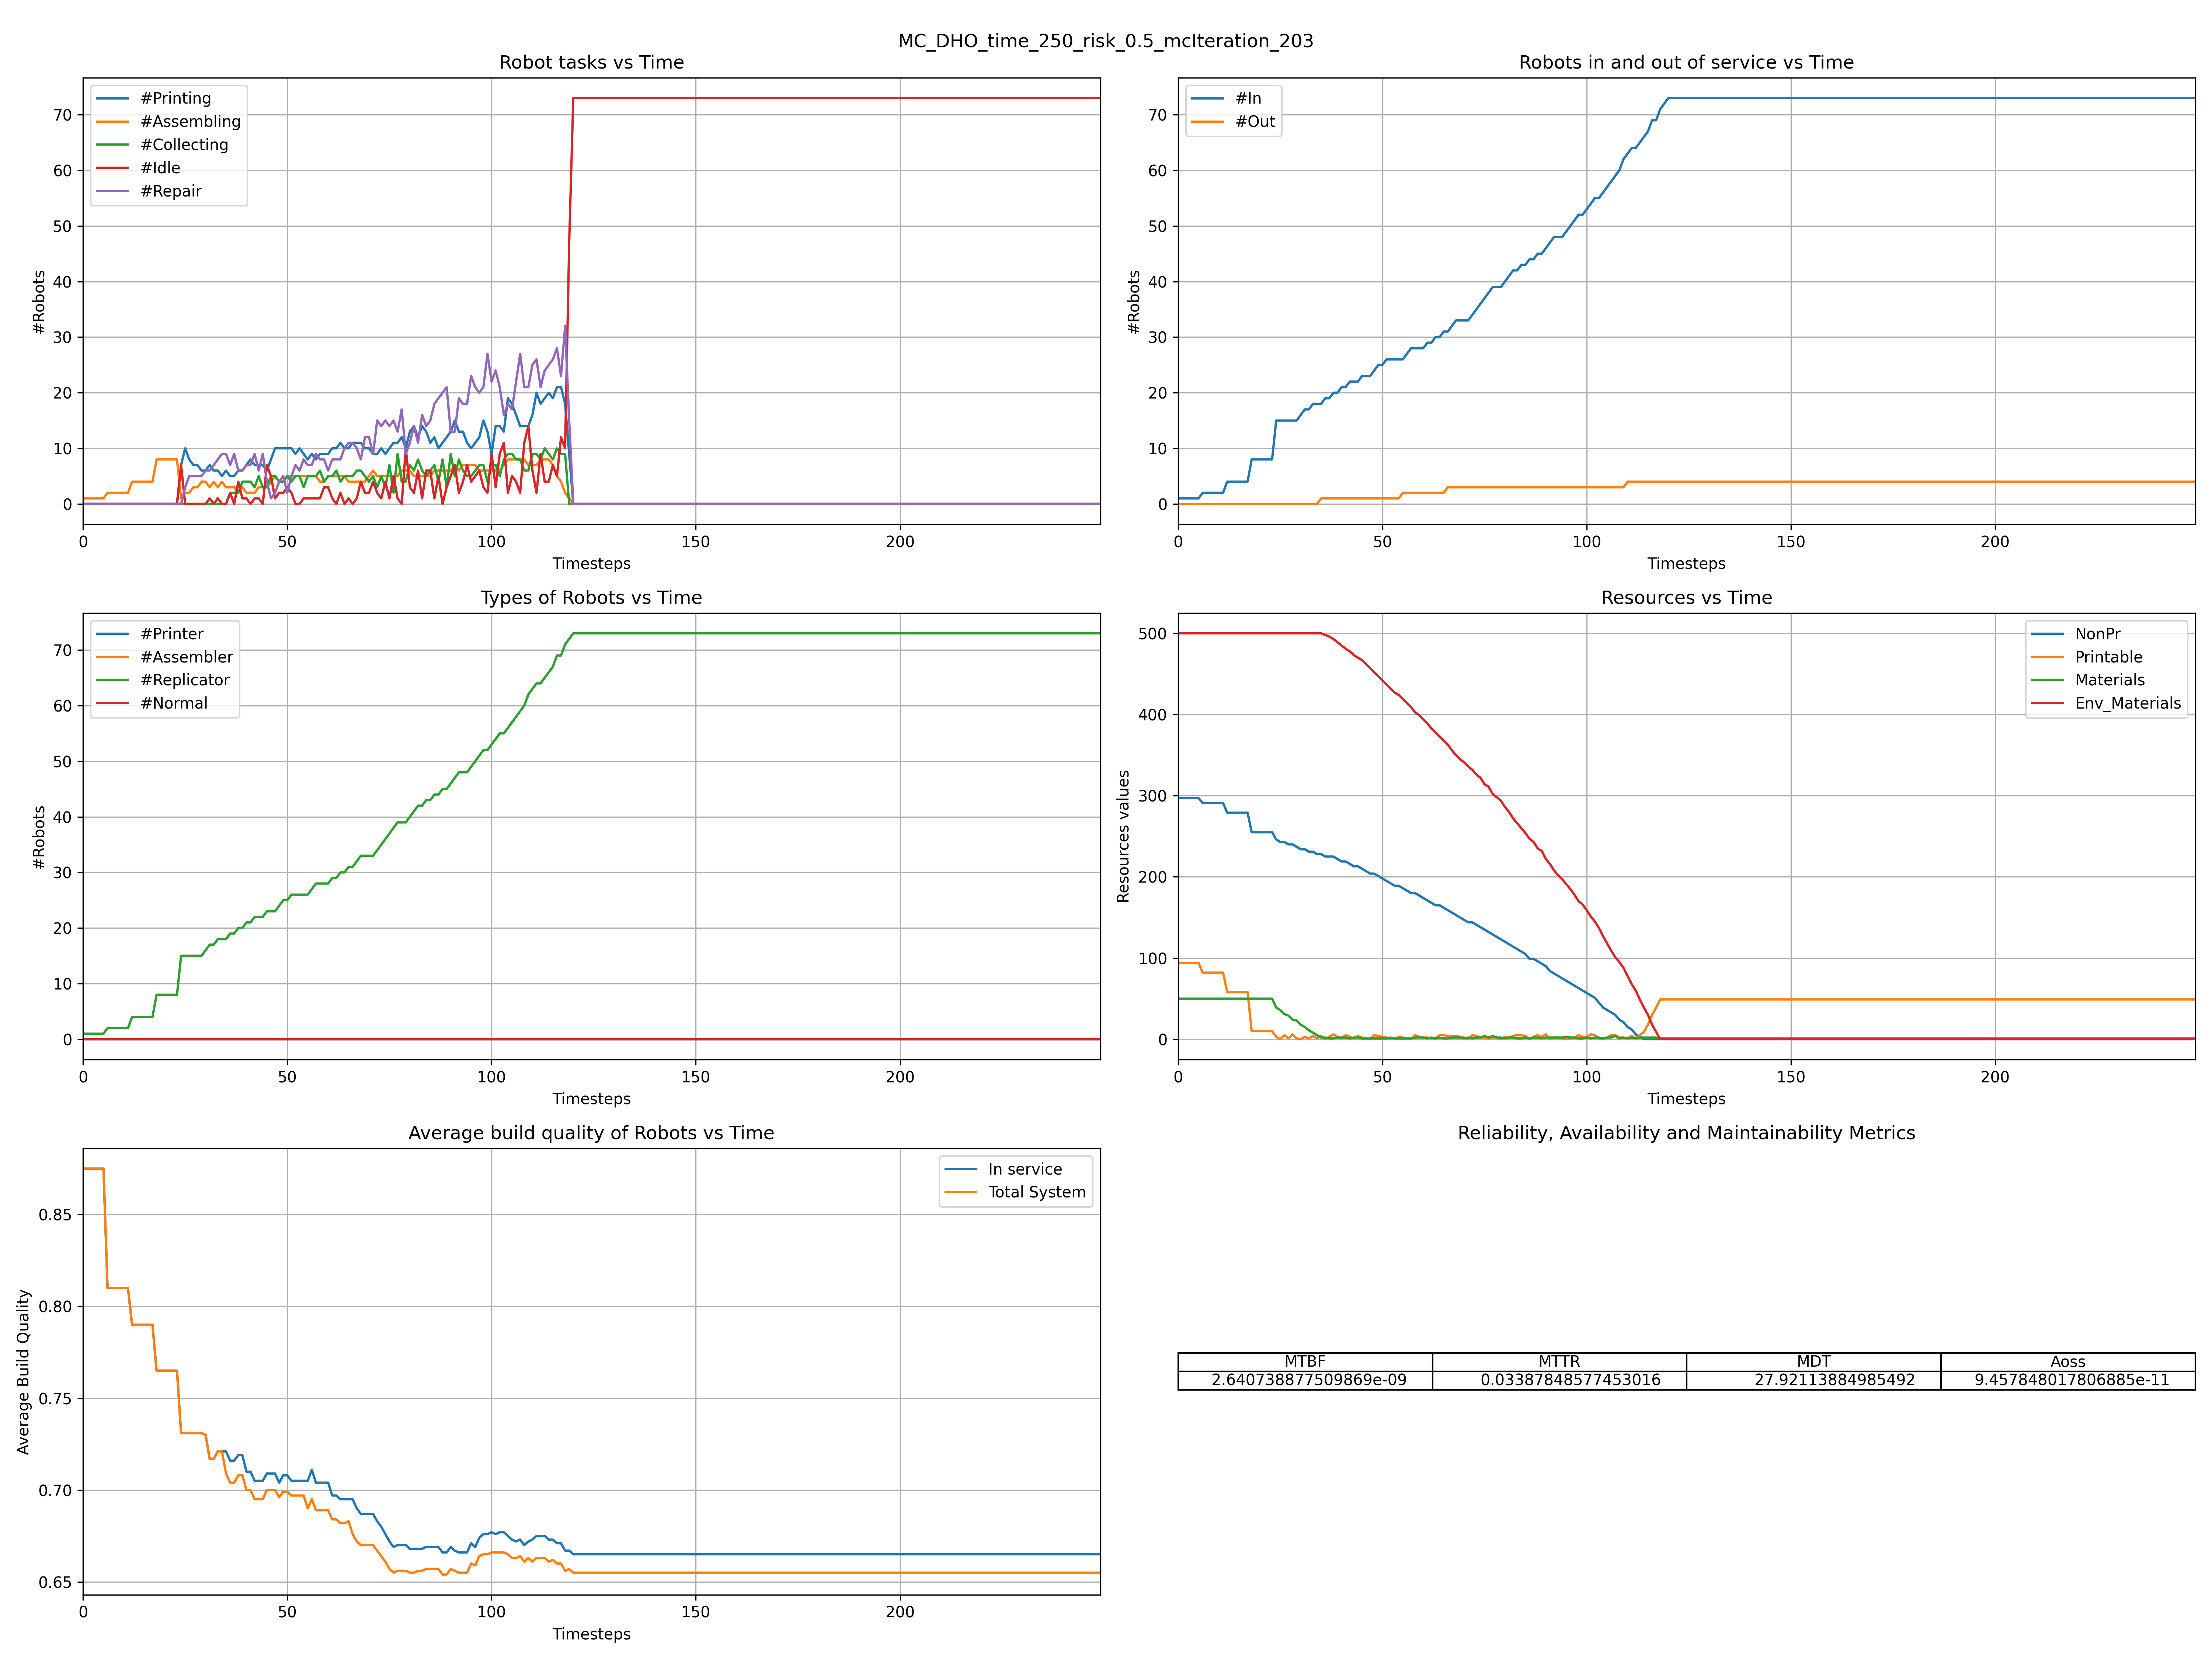 MC_DHO_time_250_risk_0.5_mcIteration_203
Robot tasks vs Time
#Robots
70
60
50
40
30
20
10
0
#Printing
#Assembling
#Collecting
#Idle
#Repair
0 50 100 150 200
Timesteps
Robots in and out of service vs Time
#Robots
70
60
50
40
30
20
10
0
#In
#Out
0 50 100 150 200
Timesteps
Types of Robots vs Time
#Robots
70
60
50
40
30
20
10
0
#Printer
#Assembler
#Replicator
#Normal
0 50 100 150 200
Timesteps
Resources vs Time
Resources values
500
400
300
200
100
0
NonPr
Printable
Materials
Env_Materials
0 50 100 150 200
Timesteps
Average build quality of Robots vs Time
Average Build Quality
0.85
0.80
0.75
0.70
0.65
In service
Total System
0 50 100 150 200
Timesteps
Reliability, Availability and Maintainability Metrics
MTBF MTTR MDT Aoss
2.640738877509869e-09 0.03387848577453016 27.92113884985492 9.457848017806885e-11